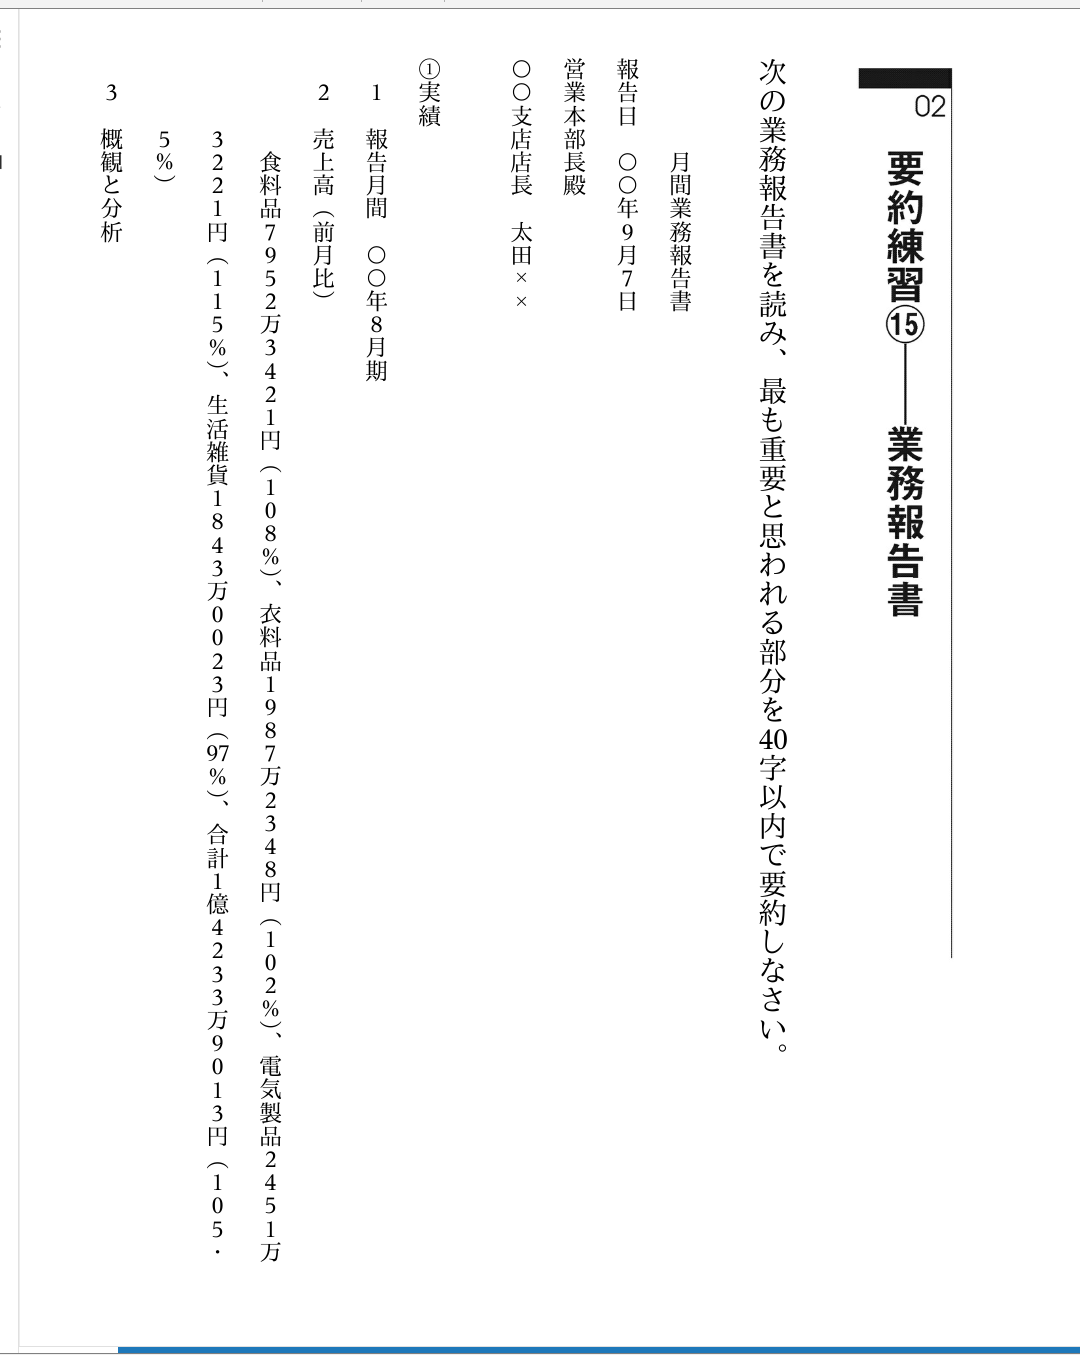 02
要約練習⑮――業務報告書
次の業務報告書を読み、最も重要と思われる部分を40字以内で要約しなさい。
月間業務報告書
報告日　〇〇年9月7日
営業本部長殿
〇〇支店店長　太田××
①実績
1　報告月間　〇〇年8月期
2　売上高（前月比）
食料品7952万3421円（108％）、衣料品1987万2348円（102％）、電気製品2451万
3221円（115％）、生活雑貨1843万0023円（97％）、合計1億4233万9013円（105・
5％）
3　概観と分析